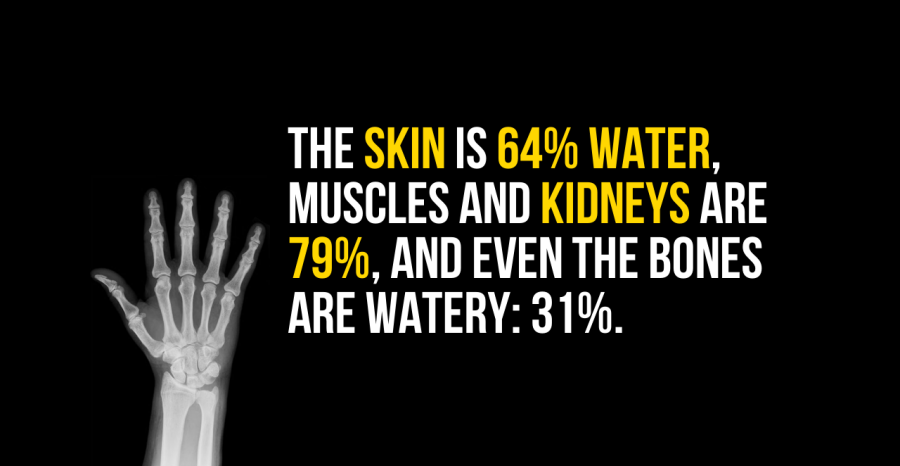 THE SKIN IS 64% WATER,
MUSCLES AND KIDNEYS ARE
79%, AND EVEN THE BONES
ARE WATERY: 31%.